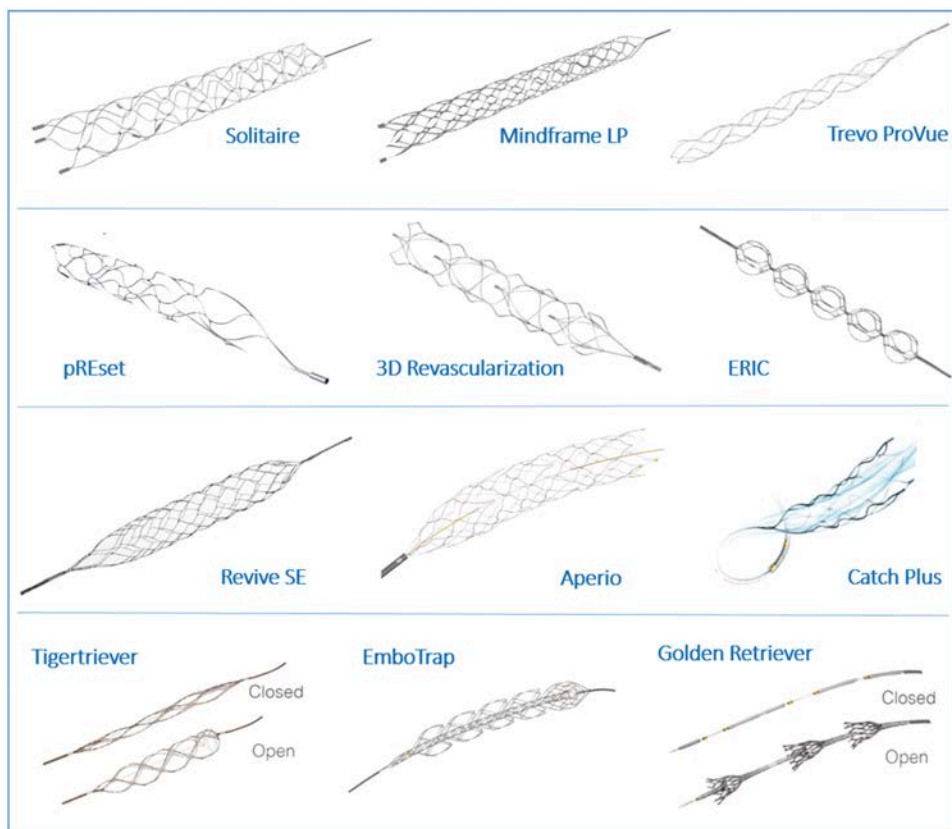 Solitaire
Mindframe LP
Trevo ProVue
pREset
3D Revascularization
ERIC
Revive SE
Aperio
Catch Plus
Tigertriever
EmboTrap
Golden Retriever
Closed
Closed
Open
Open